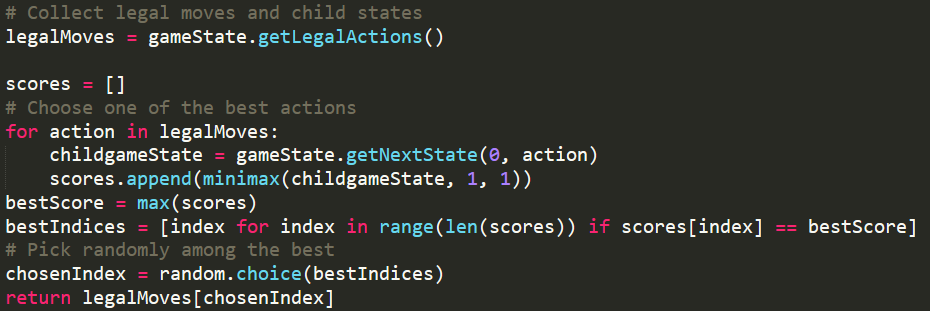 # Collect legal moves and child states
legalMoves = gameState.getLegalActions()

scores = []
# Choose one of the best actions
for action in legalMoves:
    childgameState = gameState.getNextState(0, action)
    scores.append(minimax(childgameState, 1, 1))
bestScore = max(scores)
bestIndices = [index for index in range(len(scores)) if scores[index] == bestScore]
# Pick randomly among the best
chosenIndex = random.choice(bestIndices)
return legalMoves[chosenIndex]